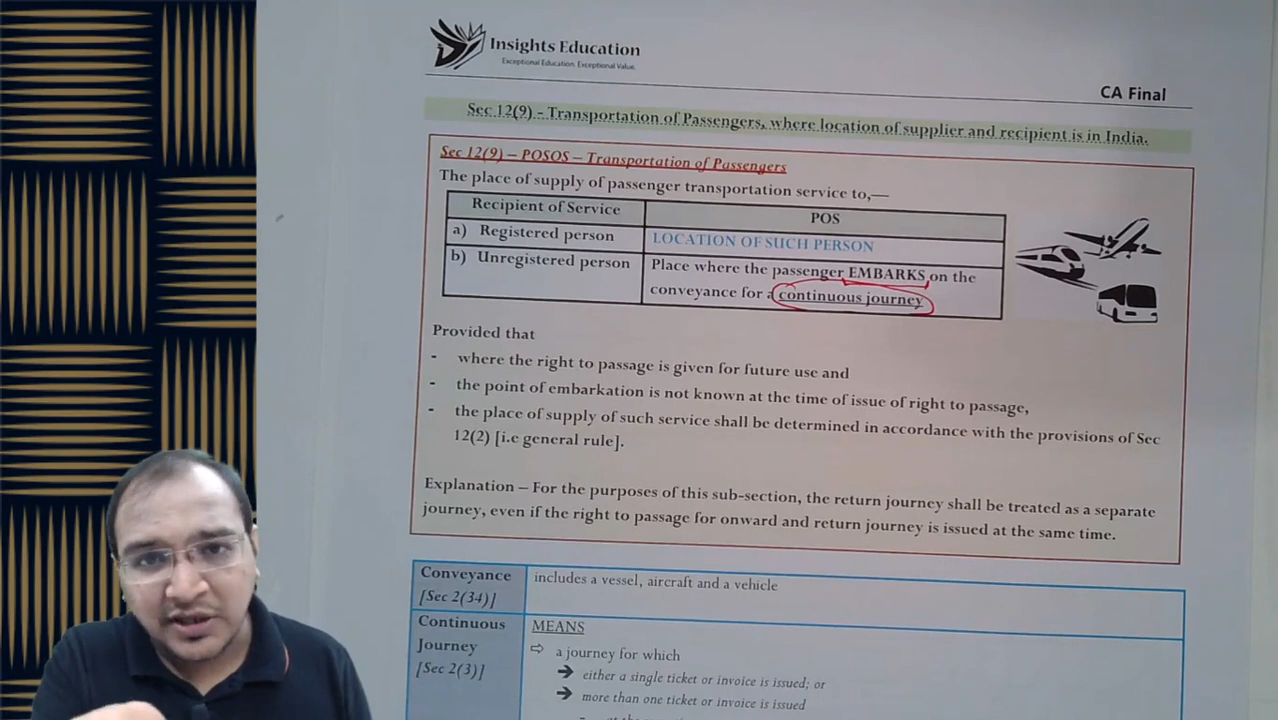 Insights Education
Exceptional Education. Exceptional Value.
CA Final
Sec 12(9) - Transportation of Passengers, where location of supplier and recipient is in India.
Sec 12(9) – POSOS – Transportation of Passengers
The place of supply of passenger transportation service to,—
Recipient of Service POS
a) Registered person LOCATION OF SUCH PERSON
b) Unregistered person Place where the passenger EMBARKS on the
conveyance for a continuous journey
Provided that
- where the right to passage is given for future use and
- the point of embarkation is not known at the time of issue of right to passage,
- the place of supply of such service shall be determined in accordance with the provisions of Sec
12(2) [i.e general rule].
Explanation – For the purposes of this sub-section, the return journey shall be treated as a separate
journey, even if the right to passage for onward and return journey is issued at the same time.
Conveyance includes a vessel, aircraft and a vehicle
[Sec 2(34)]
Continuous MEANS
Journey ⇨ a journey for which
[Sec 2(3)] ➔ either a single ticket or invoice is issued; or
➔ more than one ticket or invoice is issued